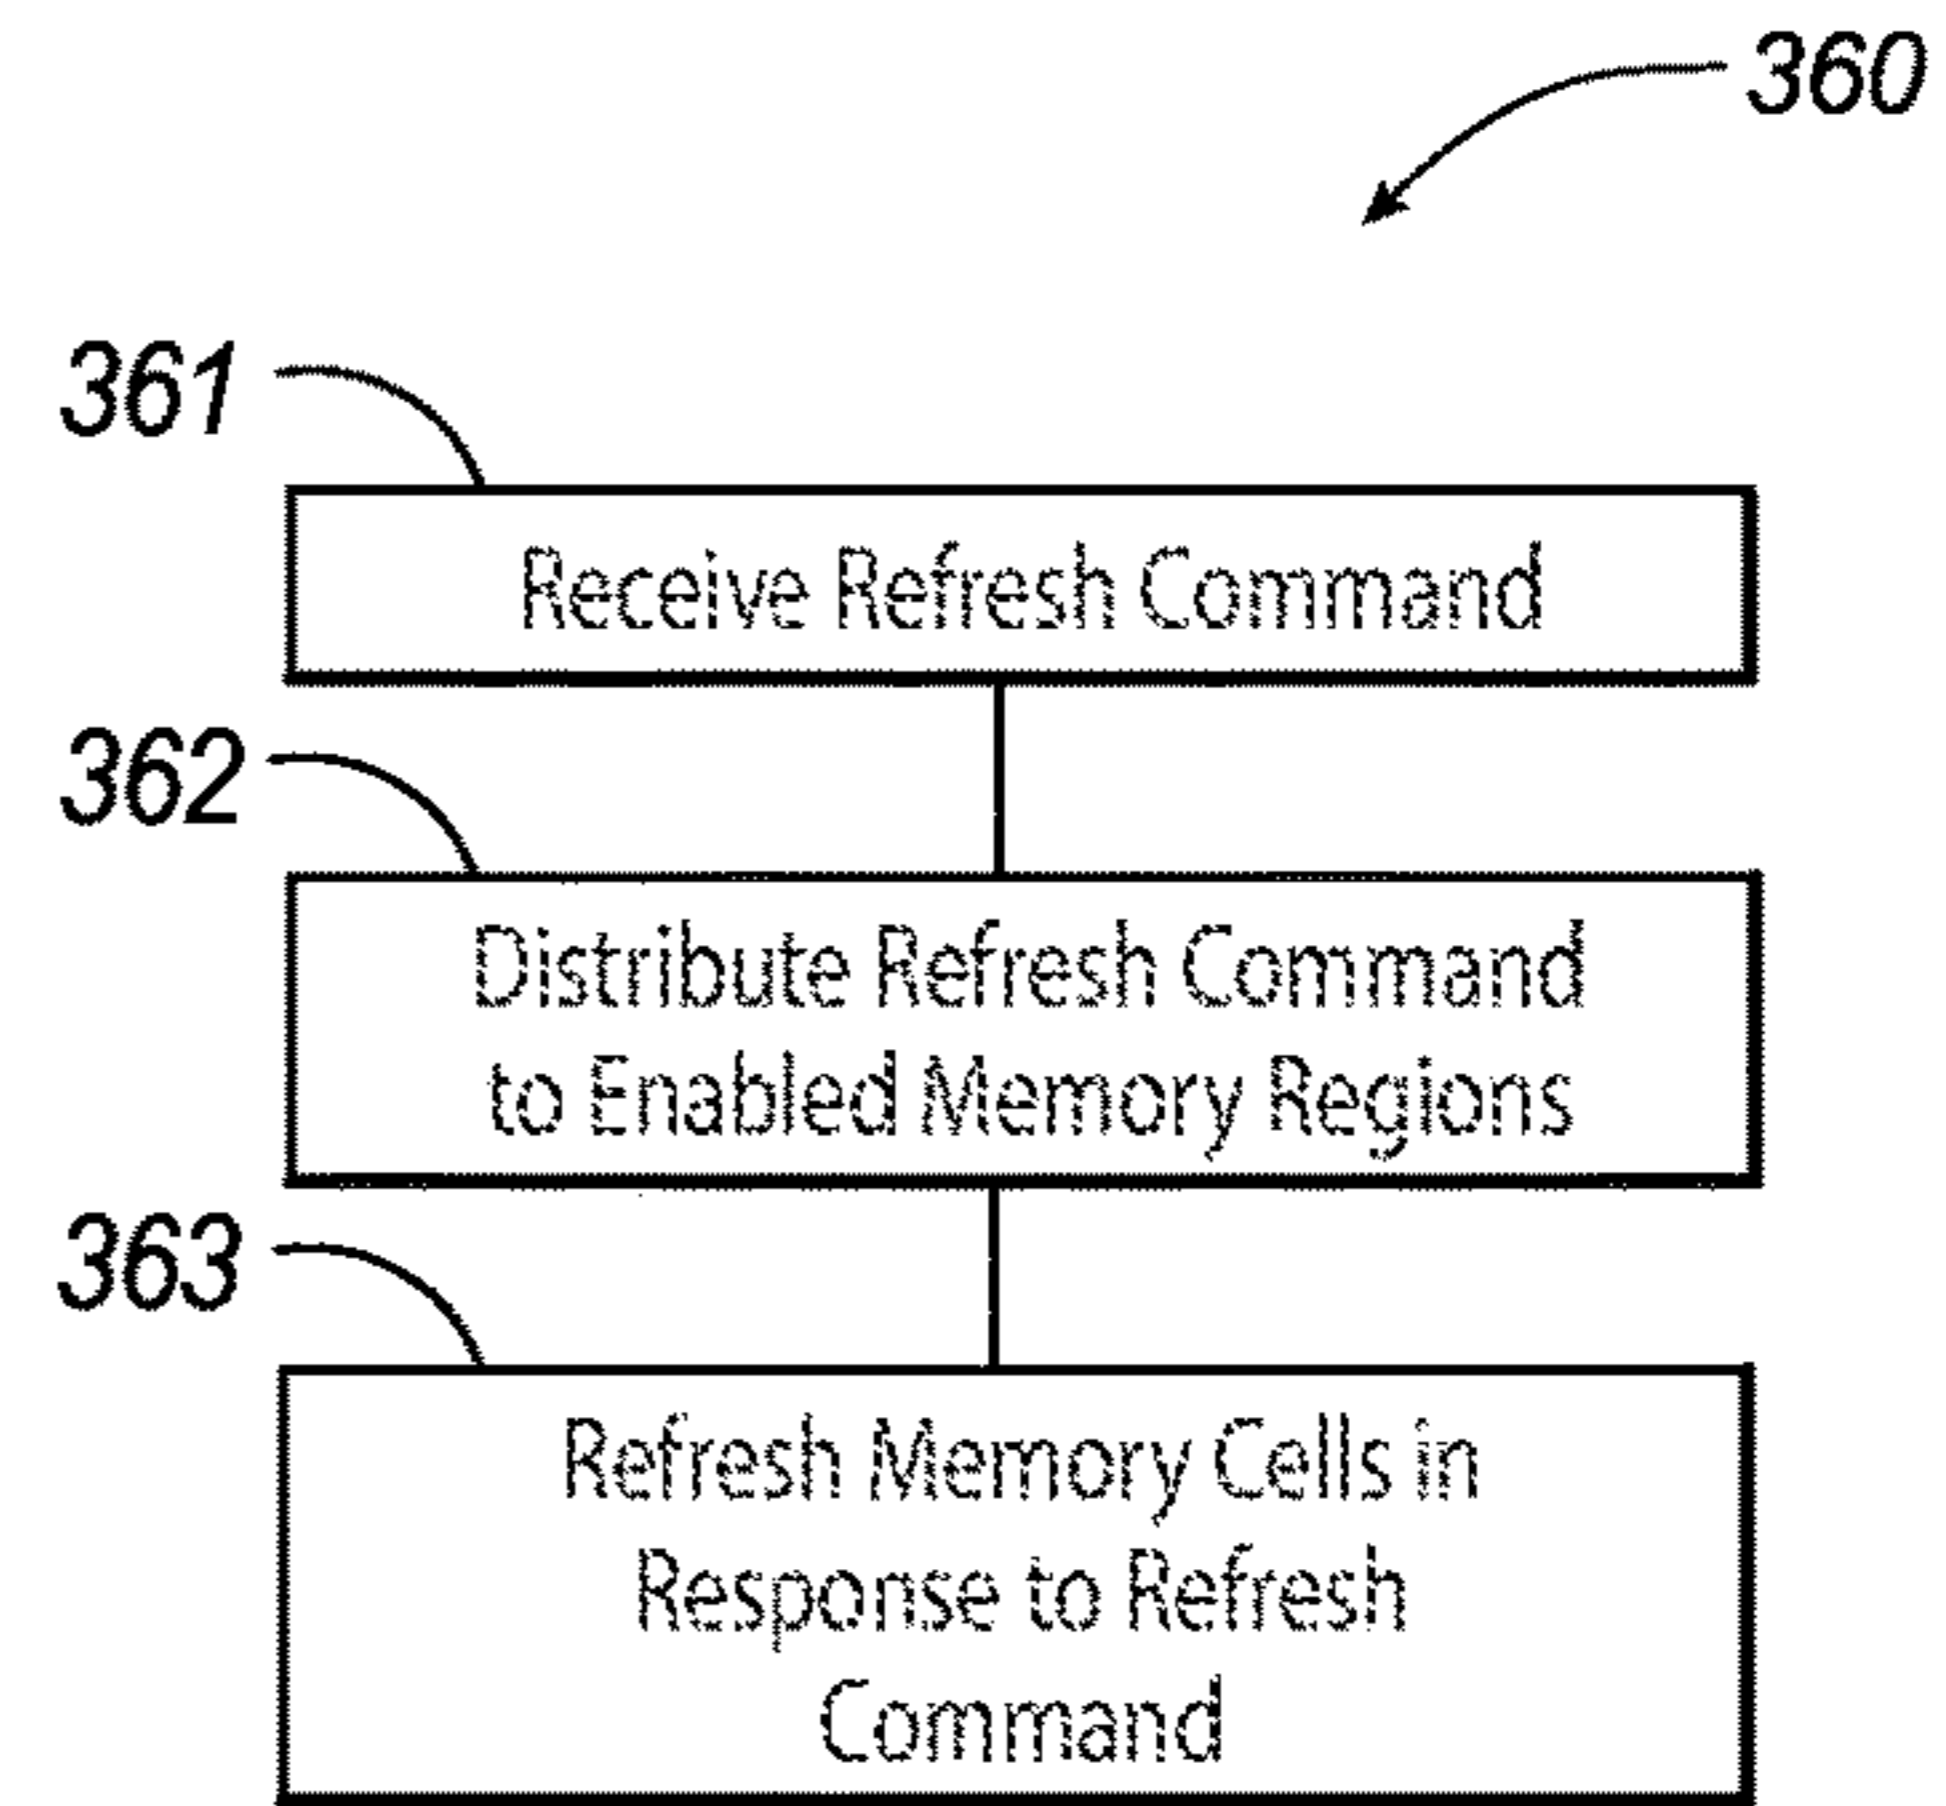 360
361
Receive Refresh Command
362
Distribute Refresh Command
to Enabled Memory Regions
363
Refresh Memory Cells in
Response to Refresh
Command